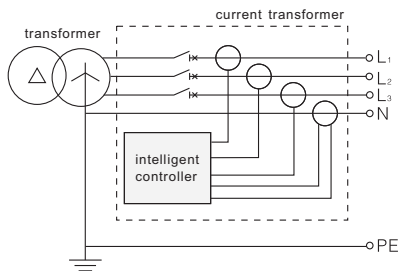 current transformer
transformer
L1
L2
L3
N
intelligent
controller
PE